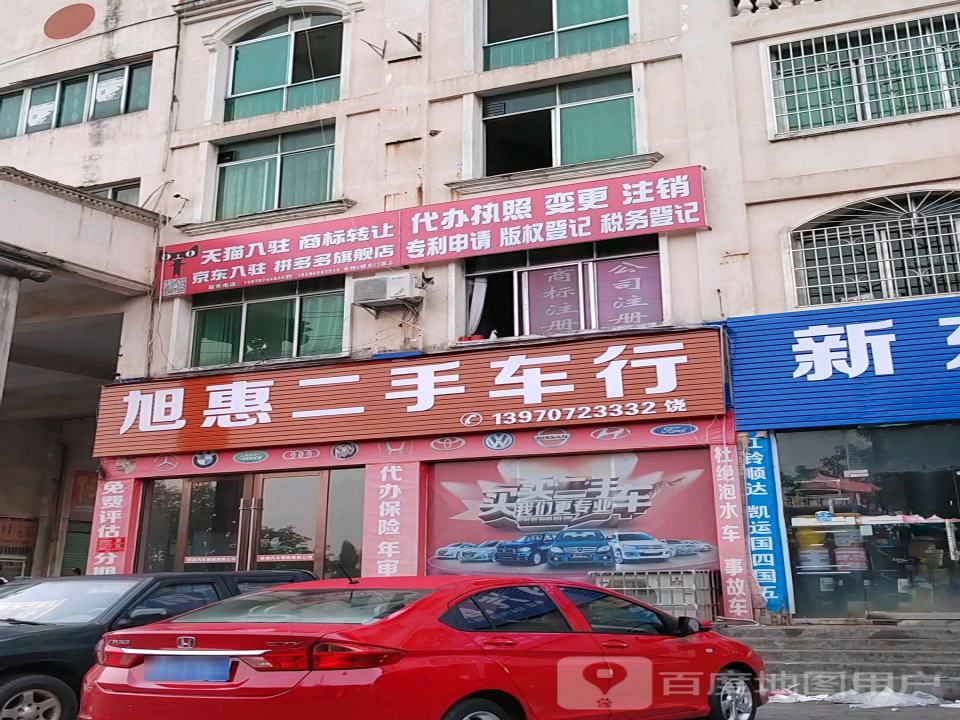 天猫入驻 商标转让
京东入驻 拼多多旗舰店
代办执照 变更 注销
专利申请 版权登记 税务登记
商标注册
公司注册
旭惠二手车行
13970723332 饶
新
NISSAN
Ford
免费评估
分期
代办保险年审
买卖二手车
我们更专业
杜绝泡水车 事故车
江铃顺达 凯运国四国五
百度地图用户